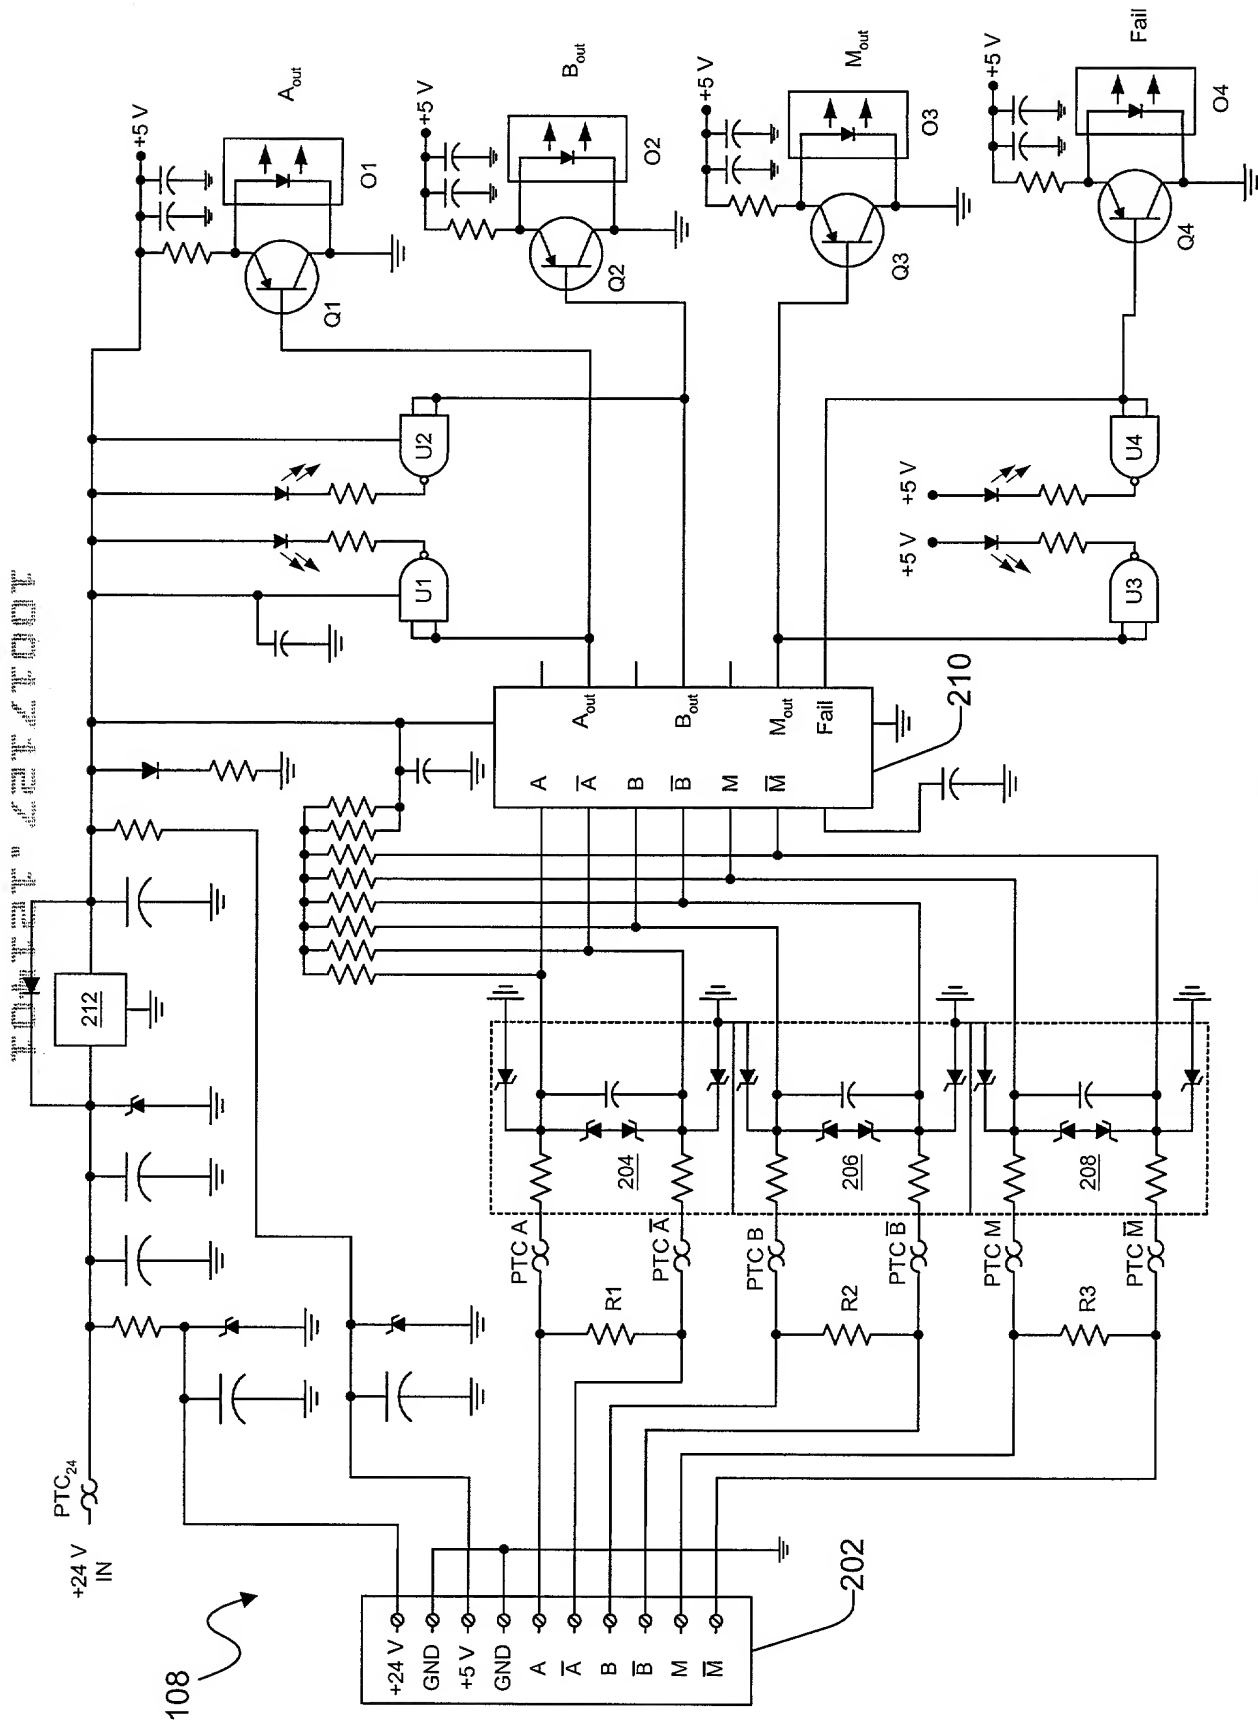 108
+24 V
IN
PTC24
212
+5 V
Aout
O1
Q1
+5 V
Bout
O2
Q2
+5 V
Mout
O3
Q3
+5 V
Fail
O4
Q4
U1
U2
+5 V
+5 V
U3
U4
A
A̅
B
B̅
M
M̅
Aout
Bout
Mout
Fail
210
204
206
208
PTC A
PTC A̅
PTC B
PTC B̅
PTC M
PTC M̅
R1
R2
R3
+24 V
GND
+5 V
GND
A
A̅
B
B̅
M
M̅
202